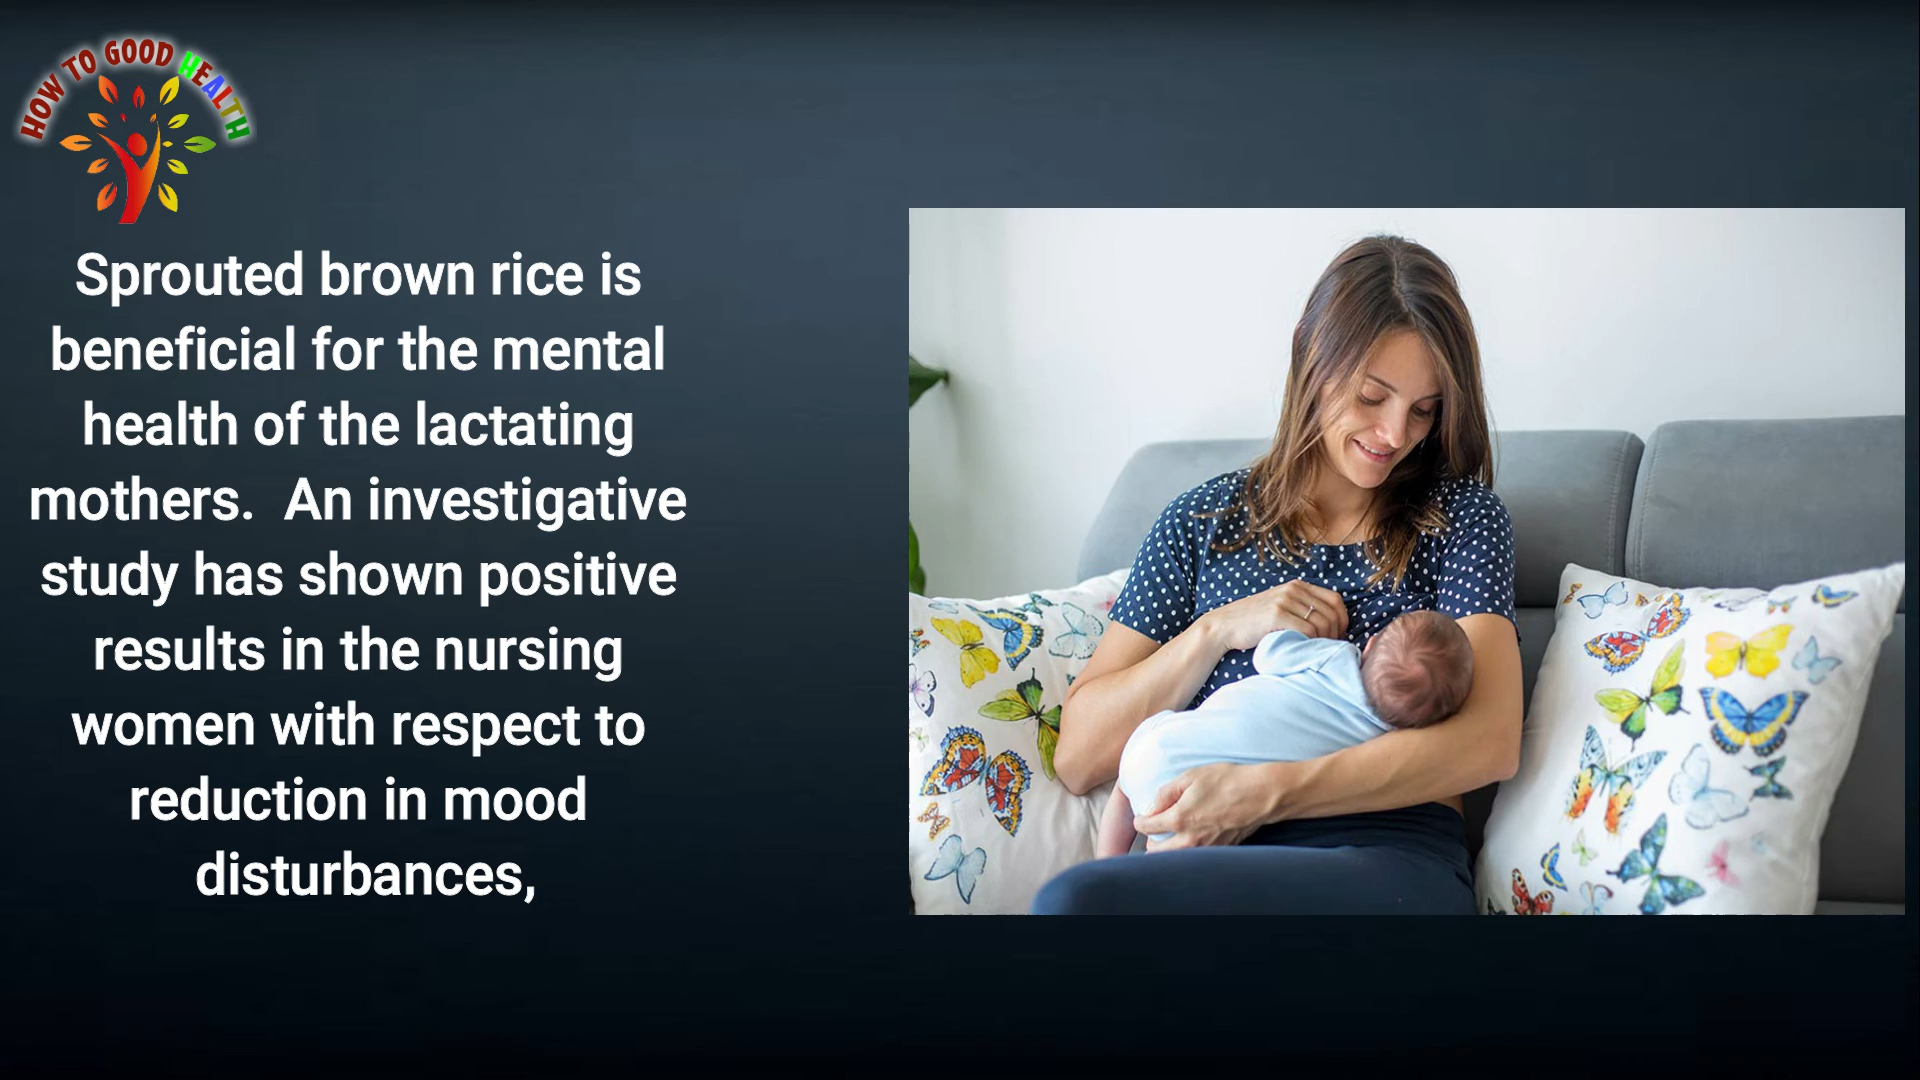 HOW TO GOOD HEALTH
Sprouted brown rice is
beneficial for the mental
health of the lactating
mothers.  An investigative
study has shown positive
results in the nursing
women with respect to
reduction in mood
disturbances,